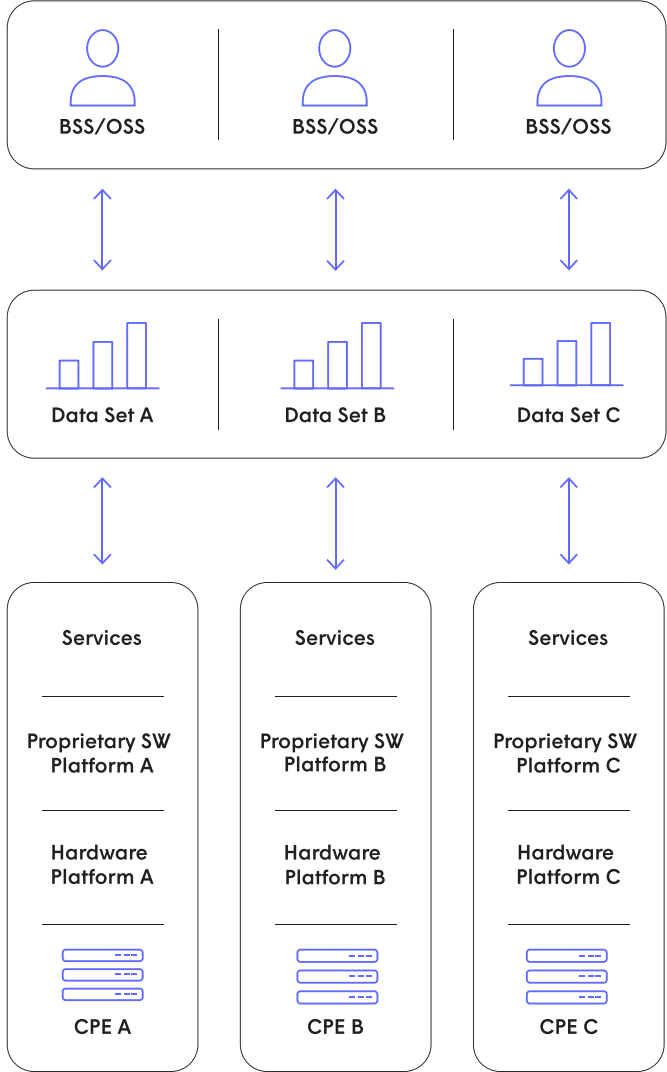 BSS/OSS
BSS/OSS
BSS/OSS
Data Set A
Data Set B
Data Set C
Services
Proprietary SW
Platform A
Hardware
Platform A
CPE A
Services
Proprietary SW
Platform B
Hardware
Platform B
CPE B
Services
Proprietary SW
Platform C
Hardware
Platform C
CPE C